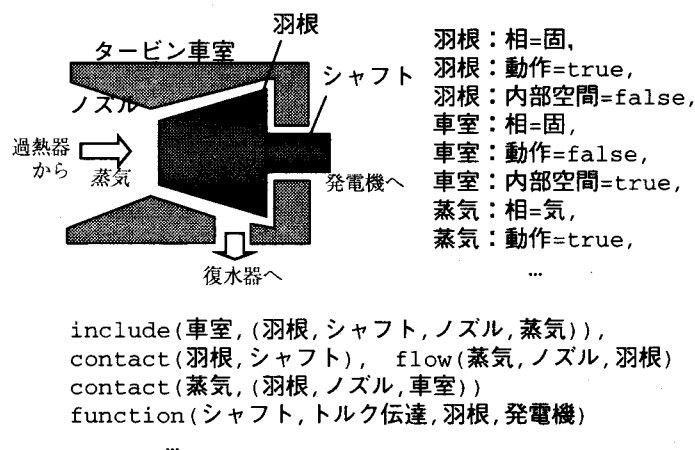 羽根
タービン車室
シャフト
ノズル
過熱器
から
蒸気
発電機へ
復水器へ
羽根：相=固,
羽根：動作=true,
羽根：内部空間=false,
車室：相=固,
車室：動作=false,
車室：内部空間=true,
蒸気：相=気,
蒸気：動作=true,
…
include(車室,(羽根,シャフト,ノズル,蒸気)),
contact(羽根,シャフト), flow(蒸気,ノズル,羽根)
contact(蒸気,(羽根,ノズル,車室))
function(シャフト,トルク伝達,羽根,発電機)
…